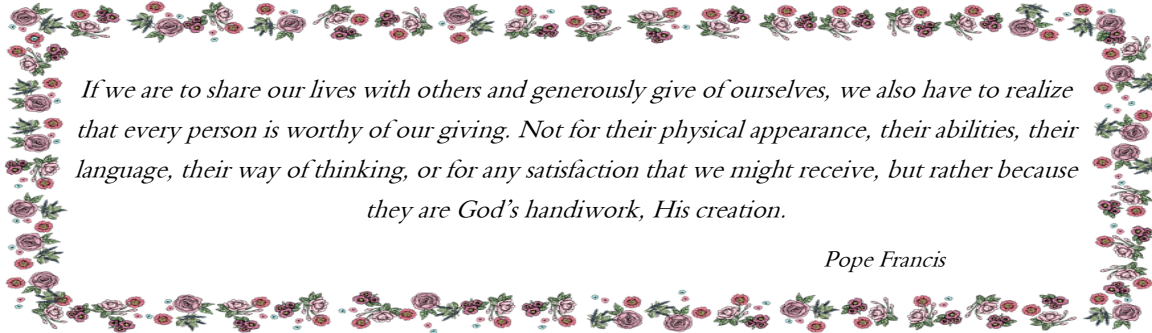 If we are to share our lives with others and generously give of ourselves, we also have to realize
that every person is worthy of our giving. Not for their physical appearance, their abilities, their
language, their way of thinking, or for any satisfaction that we might receive, but rather because
they are God’s handiwork, His creation.
Pope Francis